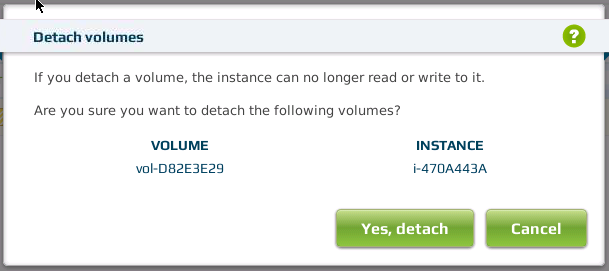 Detach volumes
?
If you detach a volume, the instance can no longer read or write to it.
Are you sure you want to detach the following volumes?
VOLUME INSTANCE
vol-D82E3E29 i-470A443A
Yes, detach Cancel